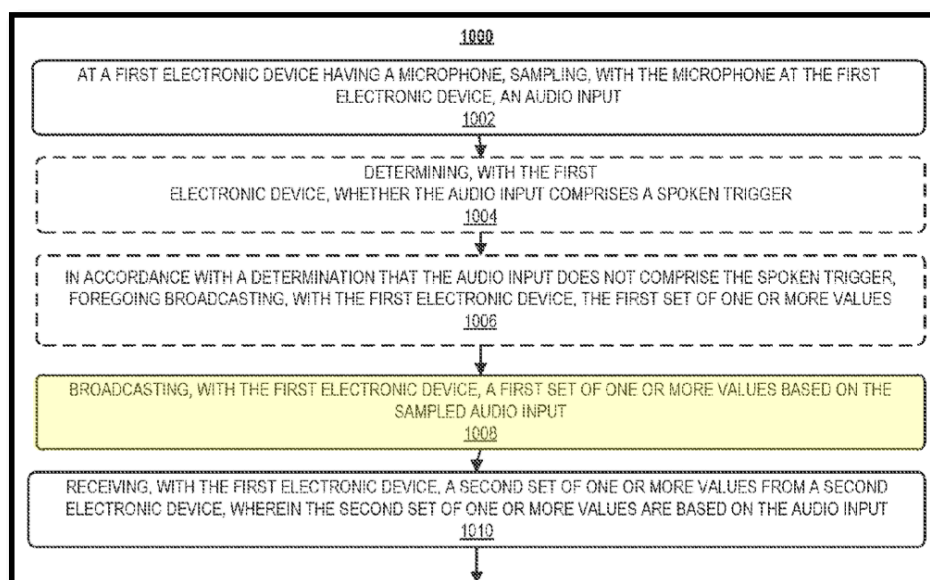 1000
AT A FIRST ELECTRONIC DEVICE HAVING A MICROPHONE, SAMPLING, WITH THE MICROPHONE AT THE FIRST
ELECTRONIC DEVICE, AN AUDIO INPUT
1002
DETERMINING, WITH THE FIRST
ELECTRONIC DEVICE, WHETHER THE AUDIO INPUT COMPRISES A SPOKEN TRIGGER
1004
IN ACCORDANCE WITH A DETERMINATION THAT THE AUDIO INPUT DOES NOT COMPRISE THE SPOKEN TRIGGER,
FOREGOING BROADCASTING, WITH THE FIRST ELECTRONIC DEVICE, THE FIRST SET OF ONE OR MORE VALUES
1006
BROADCASTING, WITH THE FIRST ELECTRONIC DEVICE, A FIRST SET OF ONE OR MORE VALUES BASED ON THE
SAMPLED AUDIO INPUT
1008
RECEIVING, WITH THE FIRST ELECTRONIC DEVICE, A SECOND SET OF ONE OR MORE VALUES FROM A SECOND
ELECTRONIC DEVICE, WHEREIN THE SECOND SET OF ONE OR MORE VALUES ARE BASED ON THE AUDIO INPUT
1010